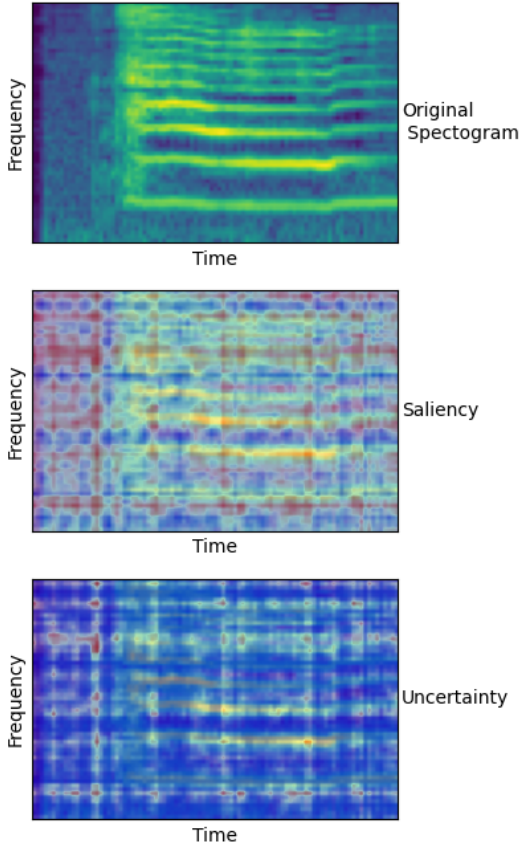 Frequency
Original
Spectogram
Time
Frequency
Saliency
Time
Frequency
Uncertainty
Time